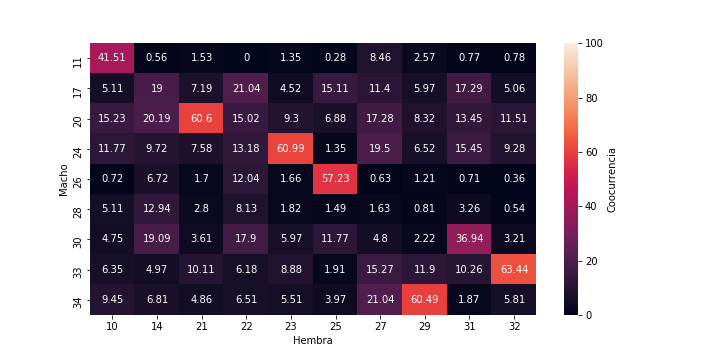 11 41.51 0.56 1.53 0 1.35 0.28 8.46 2.57 0.77 0.78
17 5.11 19 7.19 21.04 4.52 15.11 11.4 5.97 17.29 5.06
20 15.23 20.19 60.6 15.02 9.3 6.88 17.28 8.32 13.45 11.51
24 11.77 9.72 7.58 13.18 60.99 1.35 19.5 6.52 15.45 9.28
26 0.72 6.72 1.7 12.04 1.66 57.23 0.63 1.21 0.71 0.36
28 5.11 12.94 2.8 8.13 1.82 1.49 1.63 0.81 3.26 0.54
30 4.75 19.09 3.61 17.9 5.97 11.77 4.8 2.22 36.94 3.21
33 6.35 4.97 10.11 6.18 8.88 1.91 15.27 11.9 10.26 63.44
34 9.45 6.81 4.86 6.51 5.51 3.97 21.04 60.49 1.87 5.81
10 14 21 22 23 25 27 29 31 32
Hembra
Macho
100
80
60
40
20
0
Coocurrencia